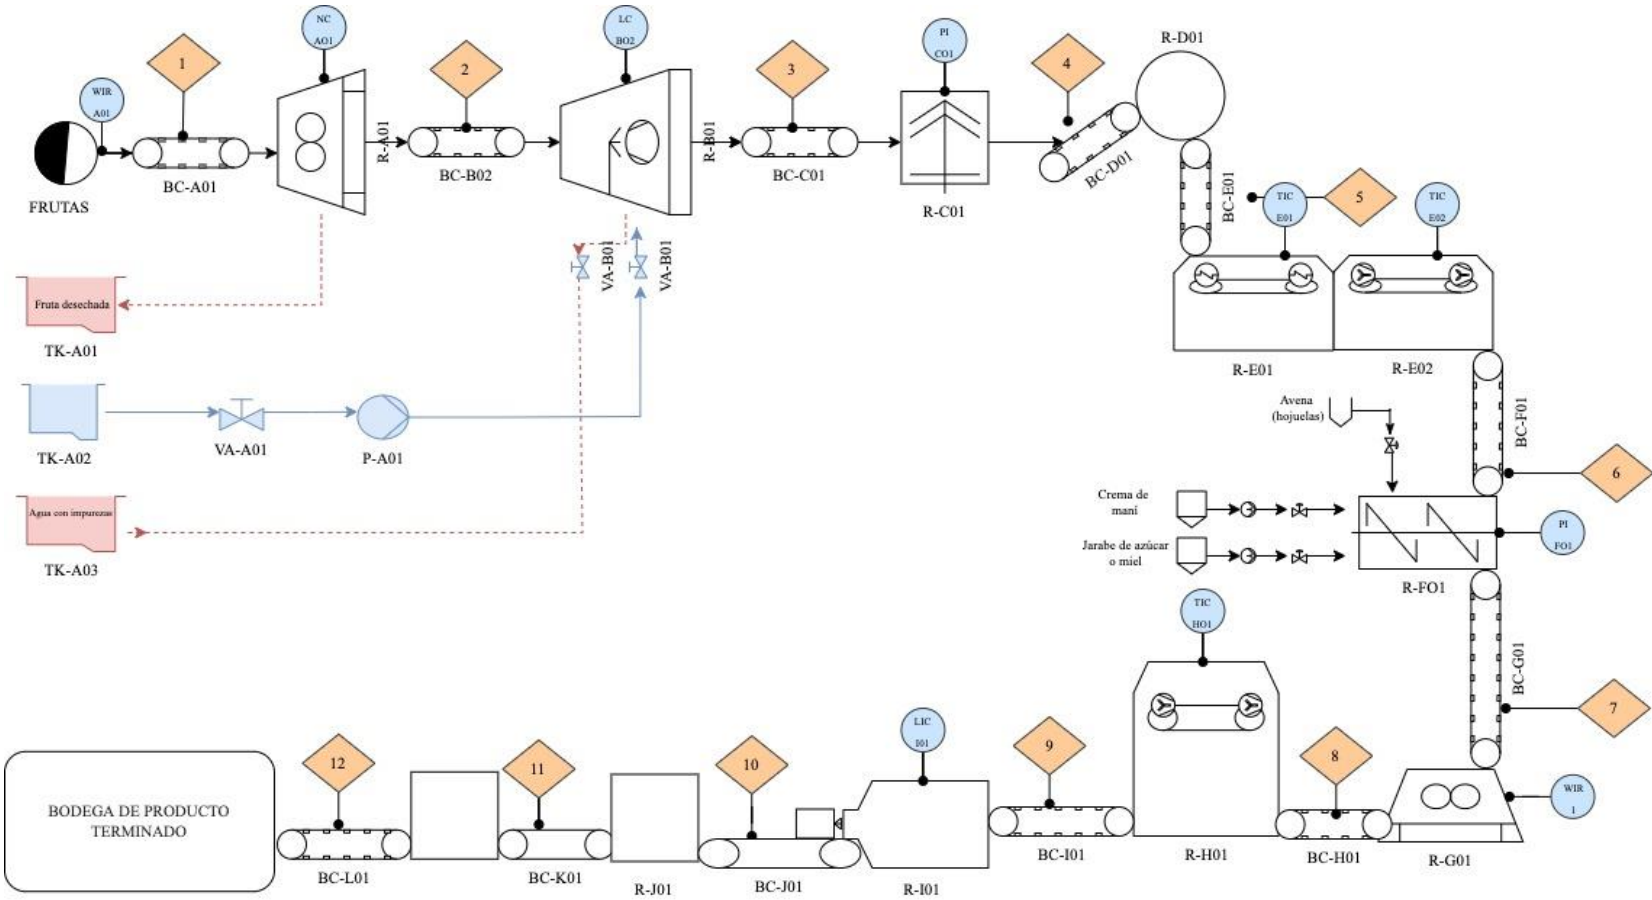 NC
AO1
LC
BO2
PI
CO1
R-D01
1
2
3
4
WIR
A01
R-A01
R-B01
BC-A01
BC-B02
BC-C01
BC-D01
BC-E01
FRUTAS
R-C01
TIC
E01
5
TIC
E02
VA-B01
VA-B01
Fruta desechada
TK-A01
R-E01
R-E02
Avena
(hojuelas)
BC-F01
TK-A02
VA-A01
P-A01
6
Crema de
maní
Agua con impurezas
PI
FO1
Jarabe de azúcar
o miel
TK-A03
R-FO1
TIC
HO1
BC-G01
7
LIC
I01
12
11
10
9
8
WIR
1
BODEGA DE PRODUCTO
TERMINADO
BC-L01
BC-K01
R-J01
BC-J01
R-I01
BC-I01
R-H01
BC-H01
R-G01